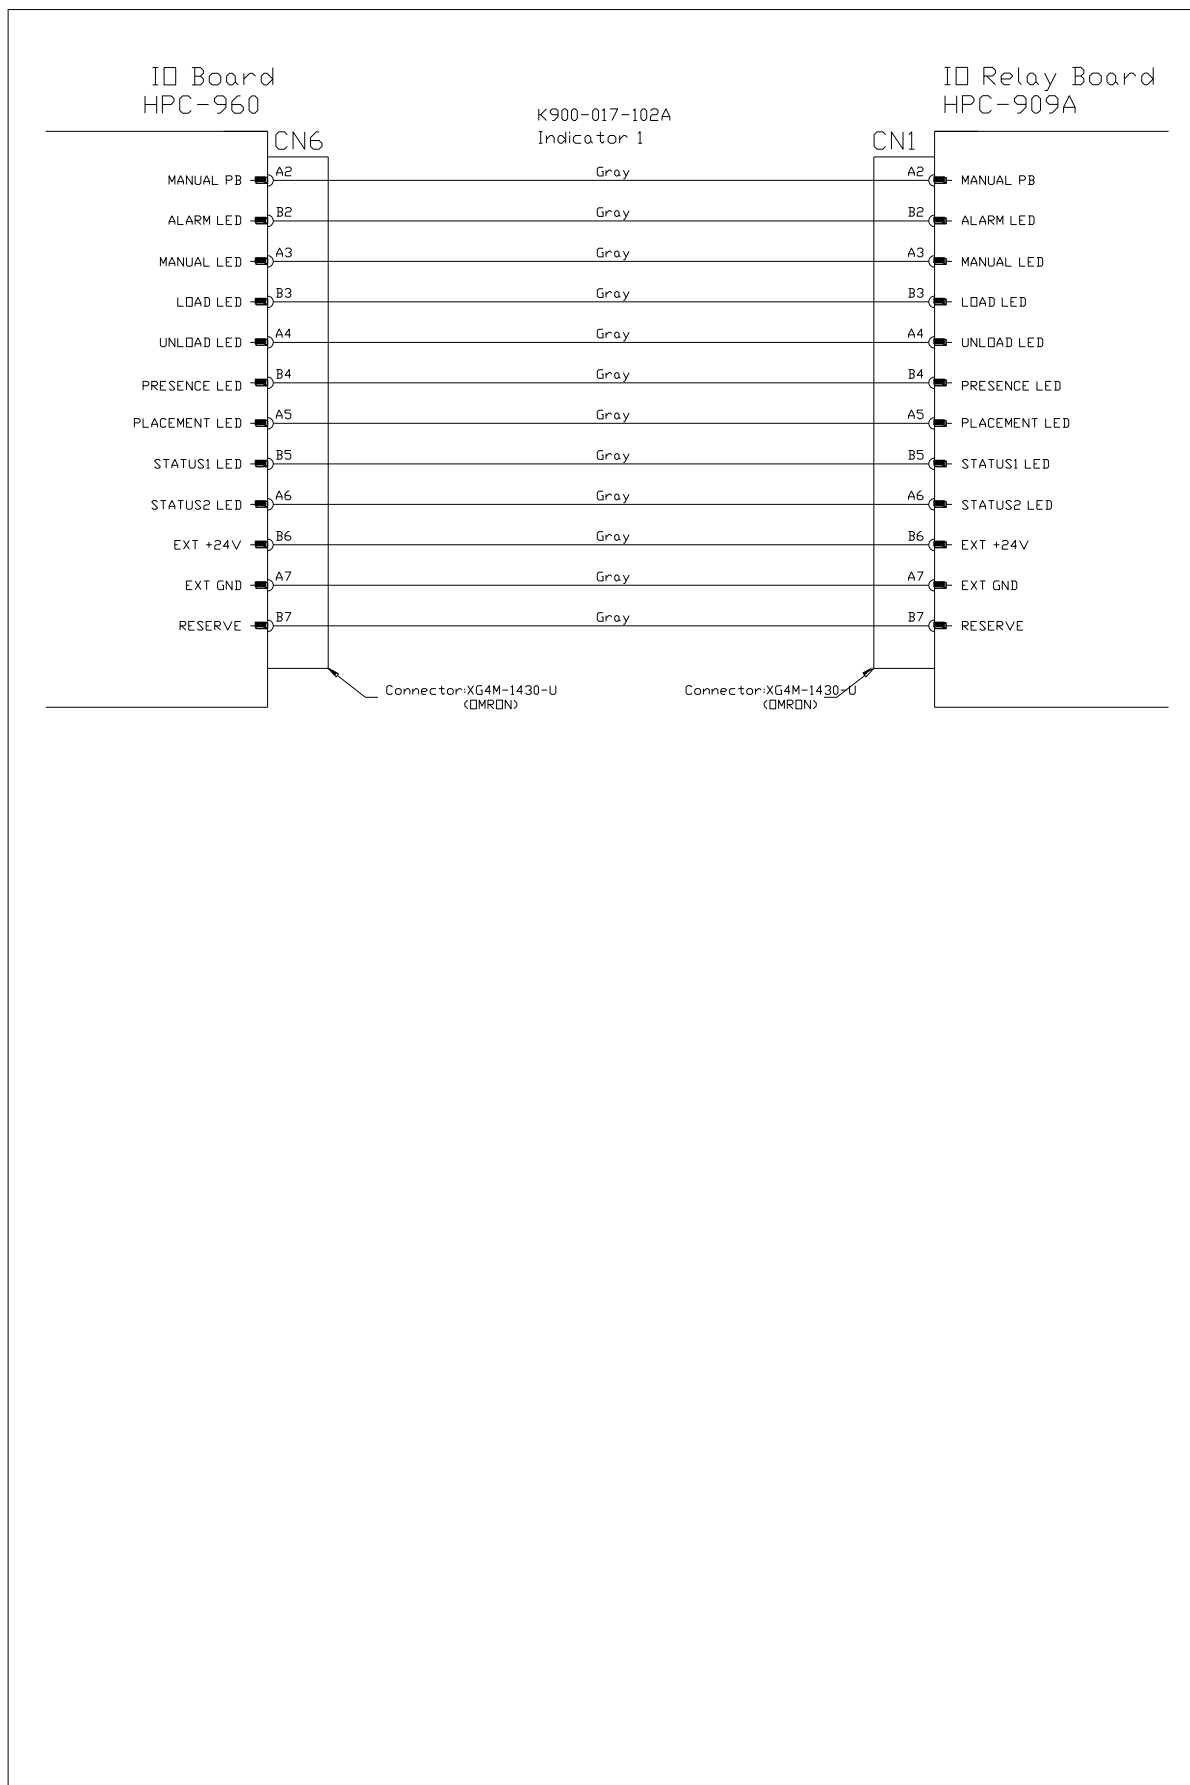 IO Board
HPC-960
IO Relay Board
HPC-909A
K900-017-102A
Indicator 1
CN6
CN1
MANUAL PB A2 Gray A2 MANUAL PB
ALARM LED B2 Gray B2 ALARM LED
MANUAL LED A3 Gray A3 MANUAL LED
LOAD LED B3 Gray B3 LOAD LED
UNLOAD LED A4 Gray A4 UNLOAD LED
PRESENCE LED B4 Gray B4 PRESENCE LED
PLACEMENT LED A5 Gray A5 PLACEMENT LED
STATUS1 LED B5 Gray B5 STATUS1 LED
STATUS2 LED A6 Gray A6 STATUS2 LED
EXT +24V B6 Gray B6 EXT +24V
EXT GND A7 Gray A7 EXT GND
RESERVE B7 Gray B7 RESERVE
Connector:XG4M-1430-U
(OMRON)
Connector:XG4M-1430-U
(OMRON)